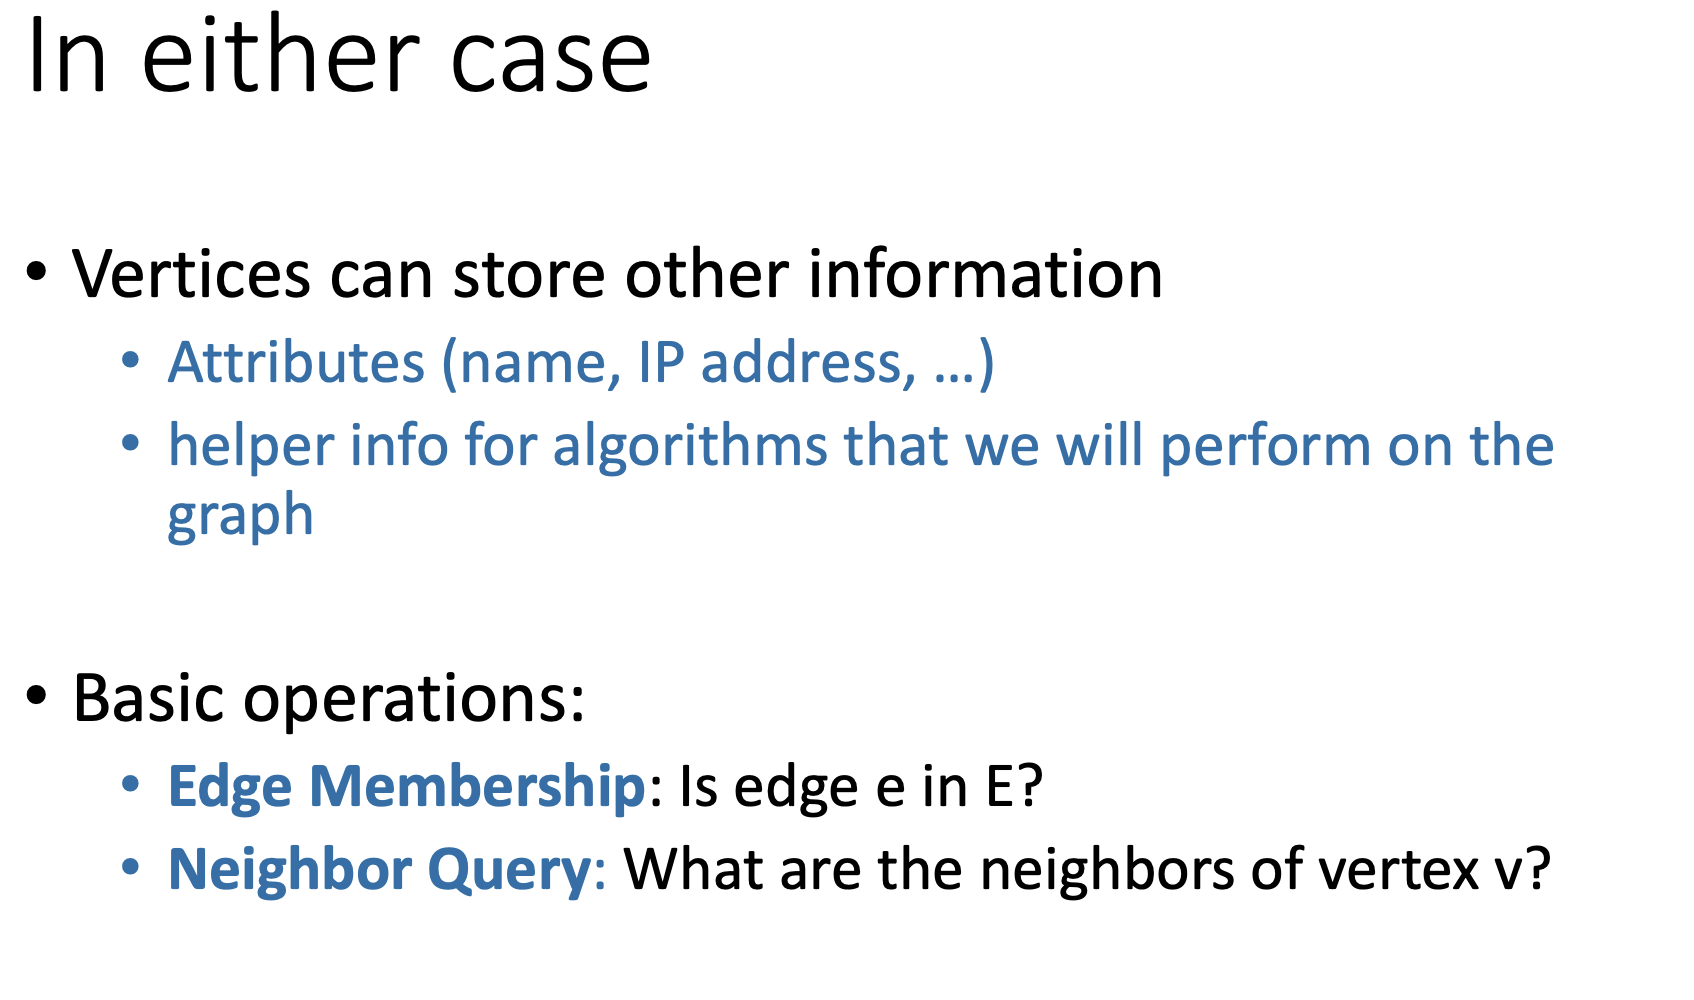 In either case
• Vertices can store other information
• Attributes (name, IP address, …)
• helper info for algorithms that we will perform on the
graph
• Basic operations:
• Edge Membership: Is edge e in E?
• Neighbor Query: What are the neighbors of vertex v?